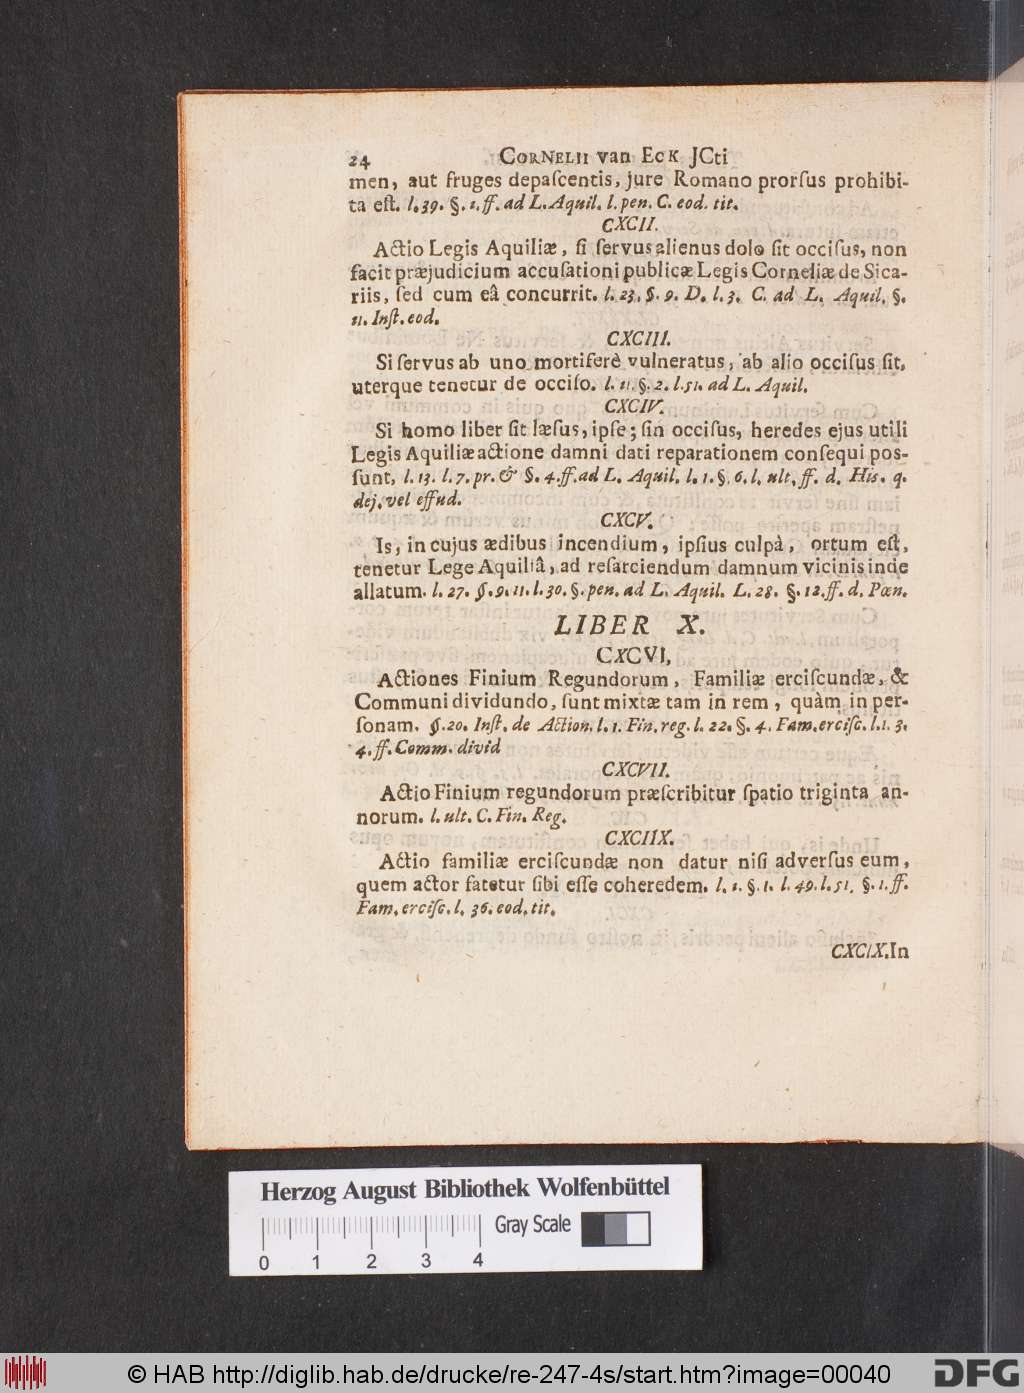 24 CORNELII van ECK JCti
men, aut fruges depaſcentis, jure Romano prorſus prohibi-
ta eſt. l. 39. §. 1. ff. ad L. Aquil. l. pen. C. eod. tit.
CXCII.
Actio Legis Aquiliæ, ſi ſervus alienus dolo ſit occiſus, non
facit præjudicium accuſationi publicæ Legis Corneliæ de Sica-
riis, ſed cum eâ concurrit. l. 23. §. 9. D. l. 3. C. ad L. Aquil. §.
11. Inſt. eod.
CXCIII.
Si ſervus ab uno mortiferè vulneratus, ab alio occiſus ſit,
uterque tenetur de occiſo. l. 11. §. 2. l. 51. ad L. Aquil.
CXCIV.
Si homo liber ſit læſus, ipſe; ſin occiſus, heredes ejus utili
Legis Aquiliæ actione damni dati reparationem conſequi poſ-
ſunt, l. 13. l. 7. pr. & §. 4. ff. ad L. Aquil. l. 1. §. 6. l. ult. ff. d. His. q.
dej. vel effud.
CXCV.
Is, in cujus ædibus incendium, ipſius culpà, ortum eſt,
tenetur Lege Aquiliâ, ad reſarciendum damnum vicinis inde
allatum. l. 27. §. 9. 11. l. 30. §. pen. ad L. Aquil. L. 28. §. 12. ff. d. Pœn.
LIBER X.
CXCVI,
Actiones Finium Regundorum, Familiæ erciſcundæ, &
Communi dividundo, ſunt mixtæ tam in rem, quàm in per-
ſonam. §. 20. Inſt. de Action. l. 1. Fin. reg. l. 22. §. 4. Fam. erciſc. l. 1. 3.
4. ff. Comm. divid
CXCVII.
Actio Finium regundorum præſcribitur ſpatio triginta an-
norum. l. ult. C. Fin. Reg.
CXCIIX.
Actio familiæ erciſcundæ non datur niſi adverſus eum,
quem actor fatetur ſibi eſſe coheredem. l. 1. §. 1. l. 49. l. 51. §. 1. ff.
Fam. erciſc. l. 36. eod. tit.
CXCIX. In
Herzog August Bibliothek Wolfenbüttel
Gray Scale
0 1 2 3 4
© HAB http://diglib.hab.de/drucke/re-247-4s/start.htm?image=00040
DFG